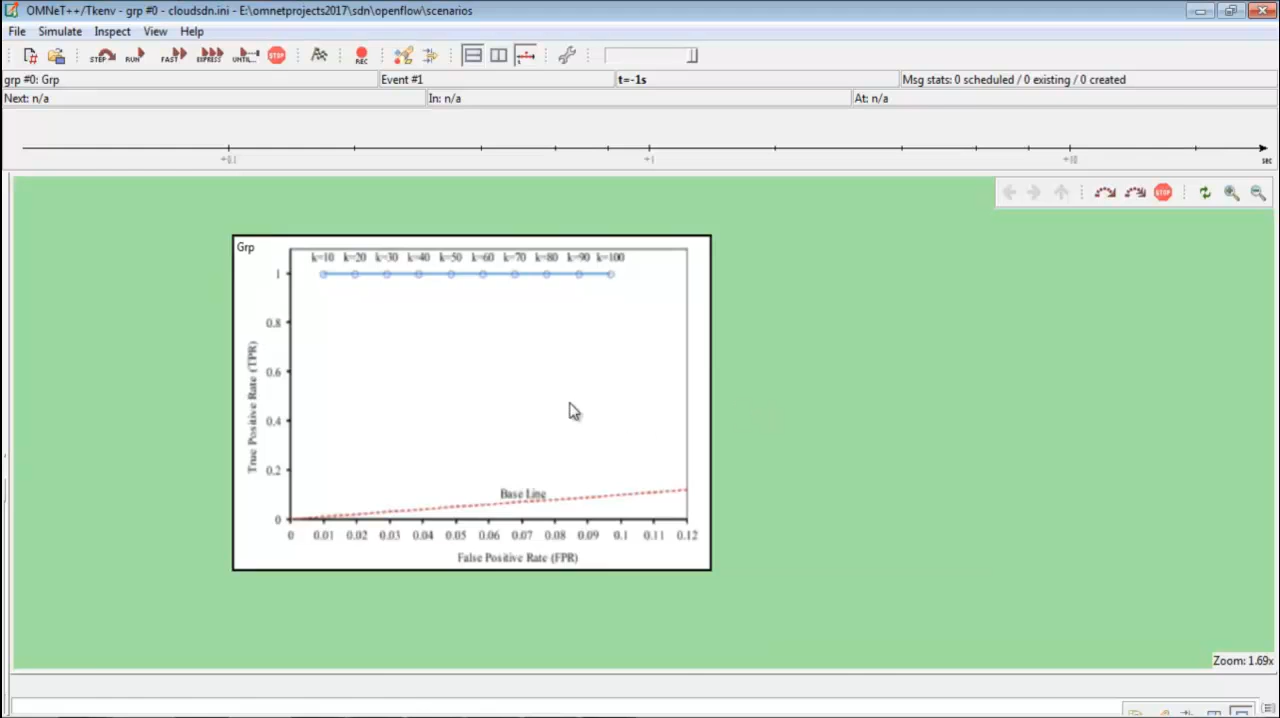 OMNeT++/Tkenv - grp #0 - cloudsdn.ini - E:\omnetprojects2017\sdn\openflow\scenarios
File Simulate Inspect View Help
STEP RUN FAST EXPRESS UNTIL... STOP REC
grp #0: Grp Event #1 t=-1s Msg stats: 0 scheduled / 0 existing / 0 created
Next: n/a In: n/a At: n/a
+0.1 +1 +10 sec
STOP
Grp
k=10 k=20 k=30 k=40 k=50 k=60 k=70 k=80 k=90 k=100
1
0.8
0.6
0.4
0.2
0
True Positive Rate (TPR)
Base Line
0 0.01 0.02 0.03 0.04 0.05 0.06 0.07 0.08 0.09 0.1 0.11 0.12
False Positive Rate (FPR)
Zoom: 1.69x